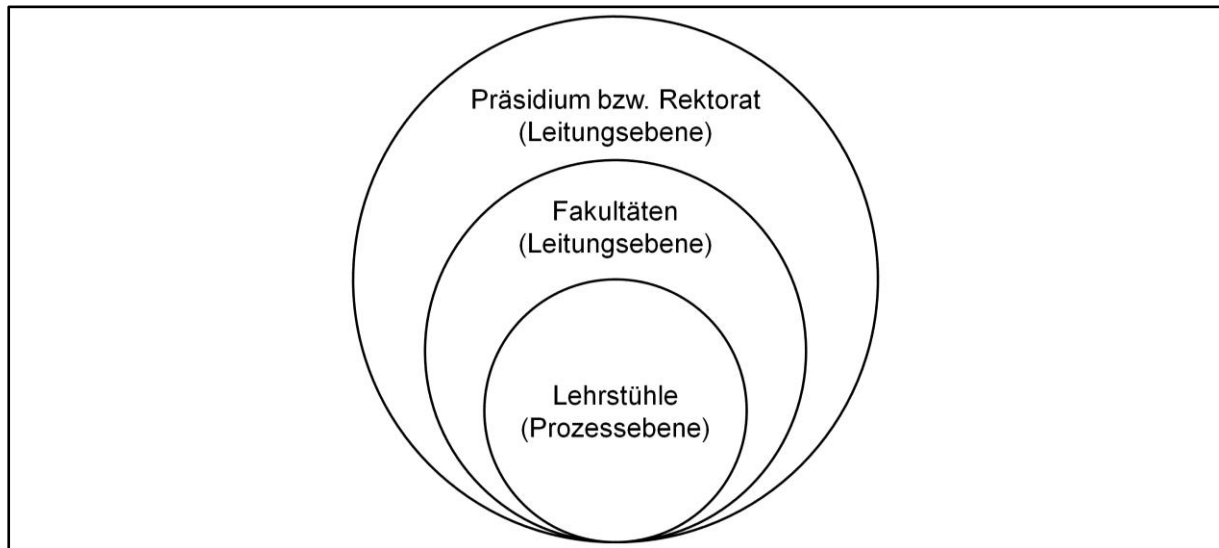 Präsidium bzw. Rektorat
(Leitungsebene)
Fakultäten
(Leitungsebene)
Lehrstühle
(Prozessebene)